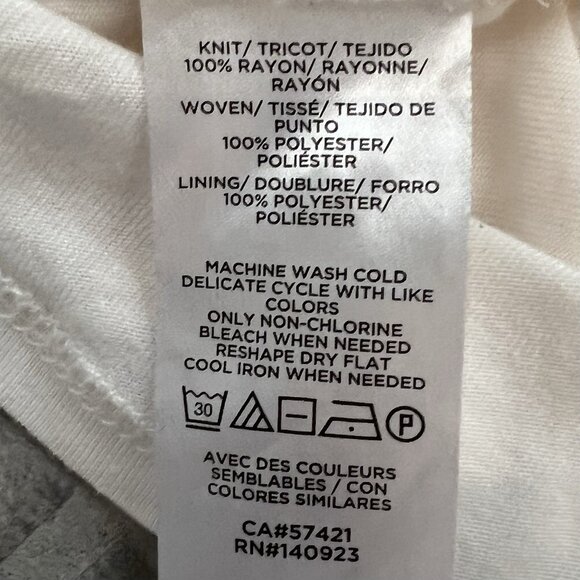 KNIT/ TRICOT/ TEJIDO
100% RAYON/ RAYONNE/
RAYÓN
WOVEN/ TISSÉ/ TEJIDO DE
PUNTO
100% POLYESTER/
POLIÉSTER
LINING/ DOUBLURE/ FORRO
100% POLYESTER/
POLIÉSTER
MACHINE WASH COLD
DELICATE CYCLE WITH LIKE
COLORS
ONLY NON-CHLORINE
BLEACH WHEN NEEDED
RESHAPE DRY FLAT
COOL IRON WHEN NEEDED
30 P
AVEC DES COULEURS
SEMBLABLES / CON
COLORES SIMILARES
CA#57421
RN#140923